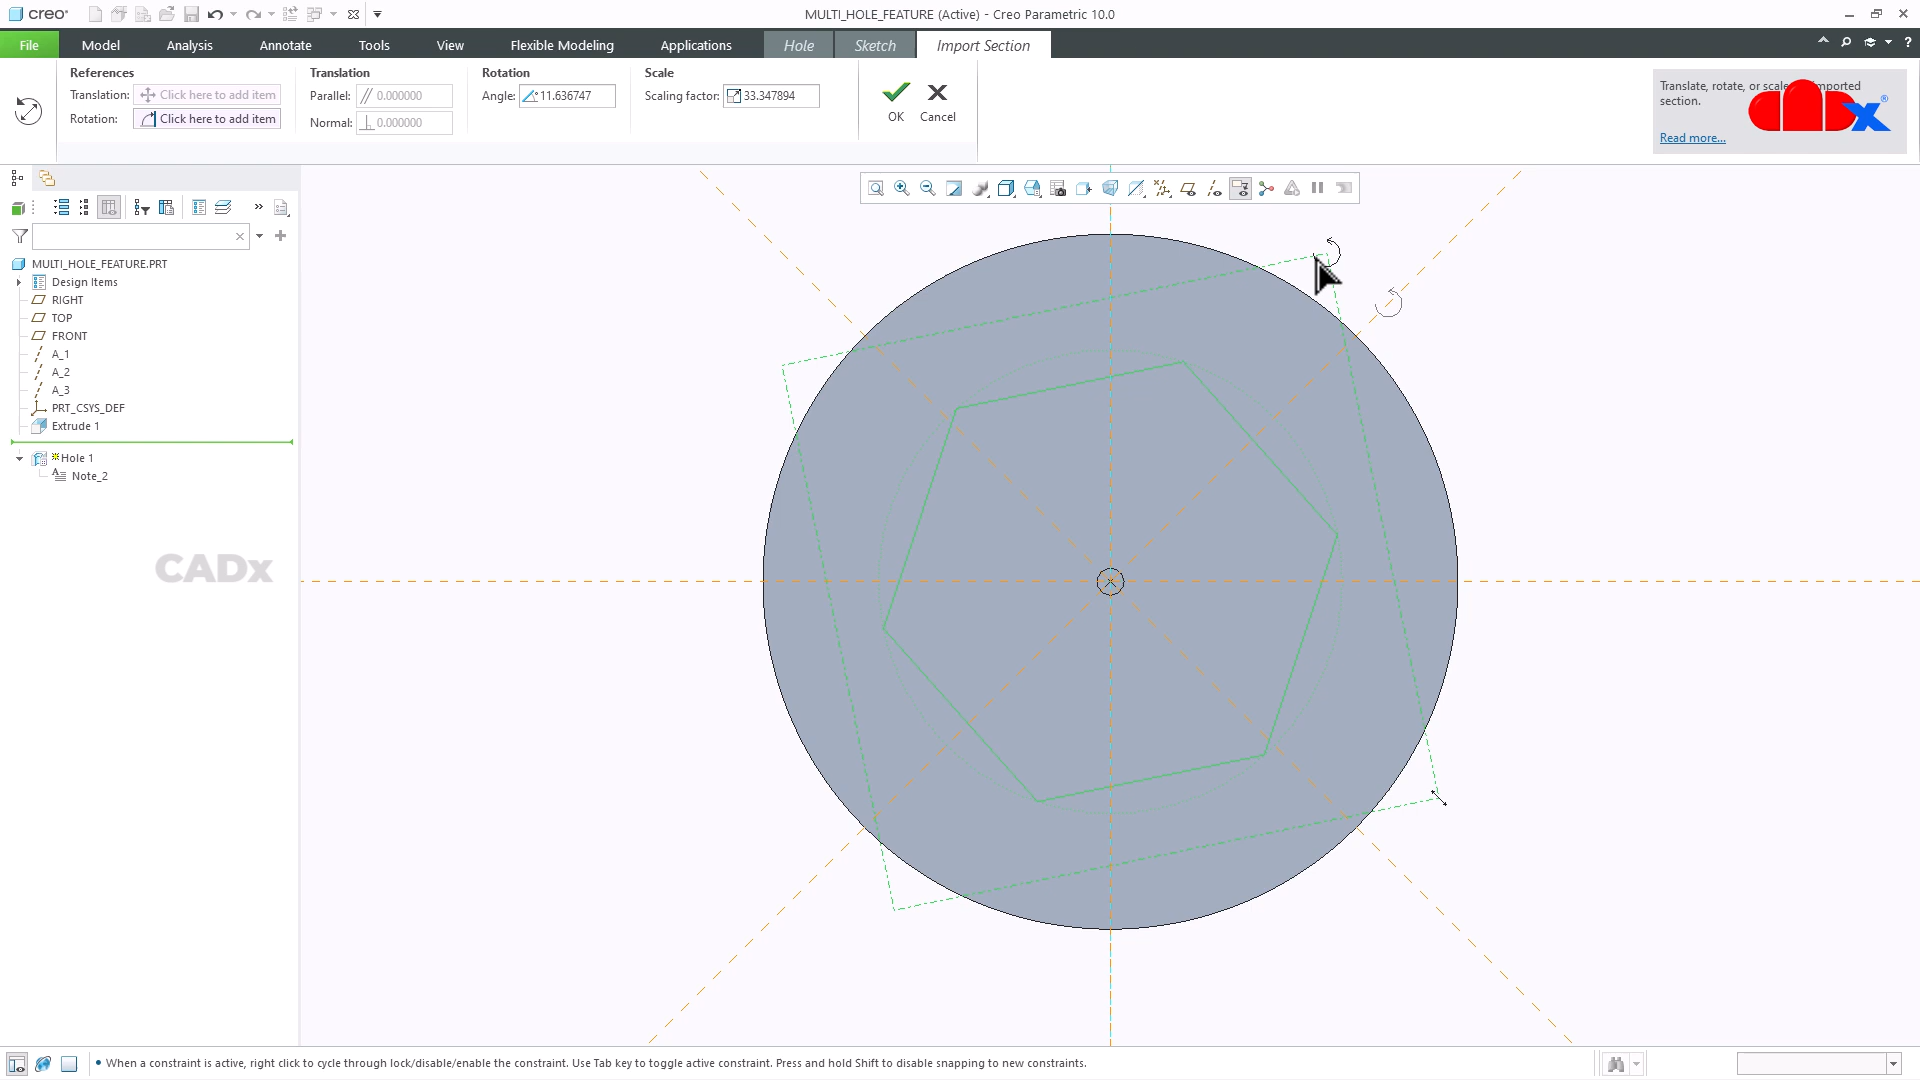 creo°
MULTI_HOLE_FEATURE (Active) - Creo Parametric 10.0
File Model Analysis Annotate Tools View Flexible Modeling Applications Hole Sketch Import Section
References Translation Rotation Scale
Translation: Click here to add item Parallel: 0.000000 Angle: 11.636747 Scaling factor: 33.347894
Rotation: Click here to add item Normal: 0.000000
OK Cancel
Translate, rotate, or scale imported
section.
Read more...
CADx®
MULTI_HOLE_FEATURE.PRT
Design Items
RIGHT
TOP
FRONT
A_1
A_2
A_3
PRT_CSYS_DEF
Extrude 1
Hole 1
Note_2
CADx
• When a constraint is active, right click to cycle through lock/disable/enable the constraint. Use Tab key to toggle active constraint. Press and hold Shift to disable snapping to new constraints.